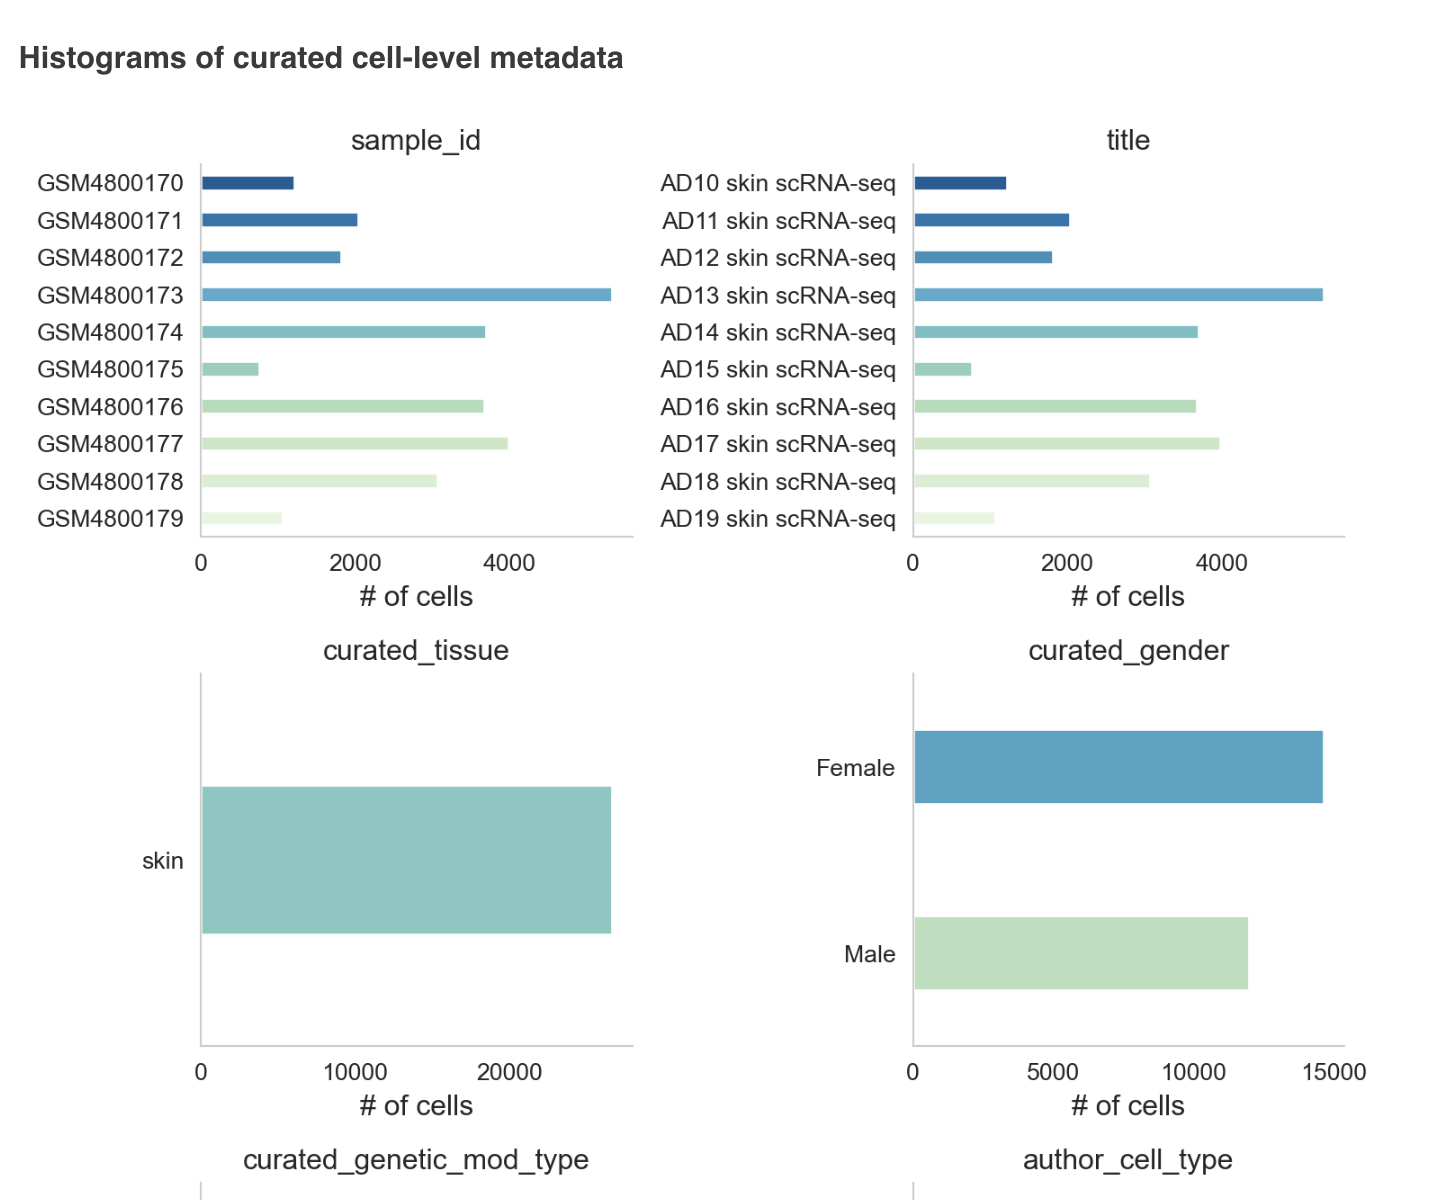 Histograms of curated cell-level metadata
sample_id
GSM4800170
GSM4800171
GSM4800172
GSM4800173
GSM4800174
GSM4800175
GSM4800176
GSM4800177
GSM4800178
GSM4800179
0 2000 4000
# of cells
title
AD10 skin scRNA-seq
AD11 skin scRNA-seq
AD12 skin scRNA-seq
AD13 skin scRNA-seq
AD14 skin scRNA-seq
AD15 skin scRNA-seq
AD16 skin scRNA-seq
AD17 skin scRNA-seq
AD18 skin scRNA-seq
AD19 skin scRNA-seq
0 2000 4000
# of cells
curated_tissue
skin
0 10000 20000
# of cells
curated_gender
Female
Male
0 5000 10000 15000
# of cells
curated_genetic_mod_type
author_cell_type